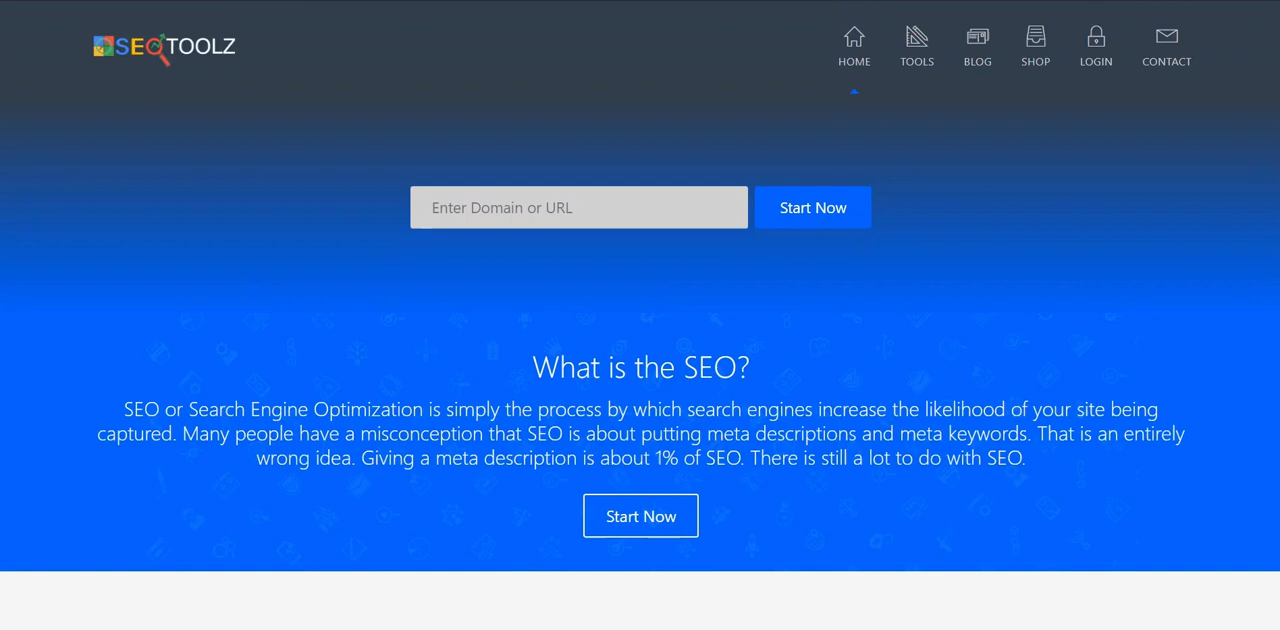 SEOTOOLZ
HOME
TOOLS
BLOG
SHOP
LOGIN
CONTACT
Enter Domain or URL
Start Now
What is the SEO?
SEO or Search Engine Optimization is simply the process by which search engines increase the likelihood of your site being
captured. Many people have a misconception that SEO is about putting meta descriptions and meta keywords. That is an entirely
wrong idea. Giving a meta description is about 1% of SEO. There is still a lot to do with SEO.
Start Now